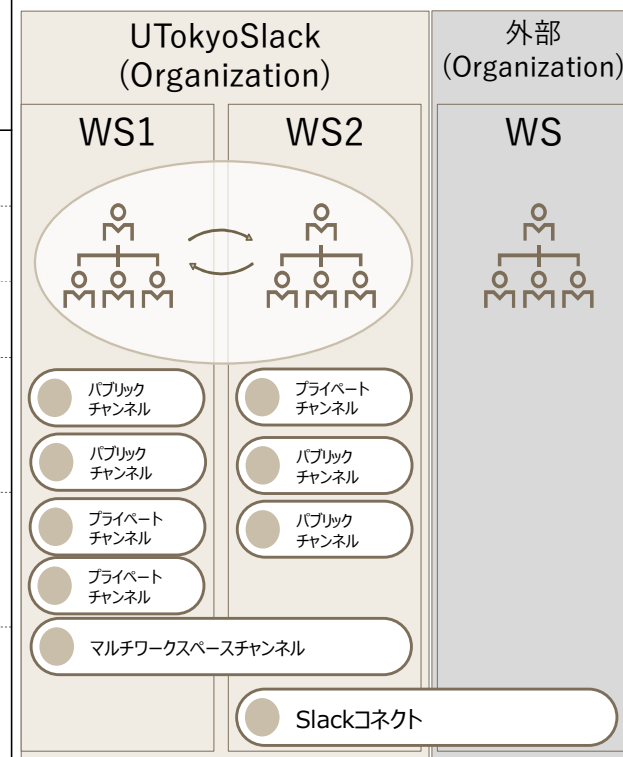 UTokyoSlack
(Organization)
外部
(Organization)
WS1
WS2
WS
パブリック
チャンネル
プライベート
チャンネル
パブリック
チャンネル
パブリック
チャンネル
プライベート
チャンネル
パブリック
チャンネル
プライベート
チャンネル
マルチワークスペースチャンネル
Slackコネクト